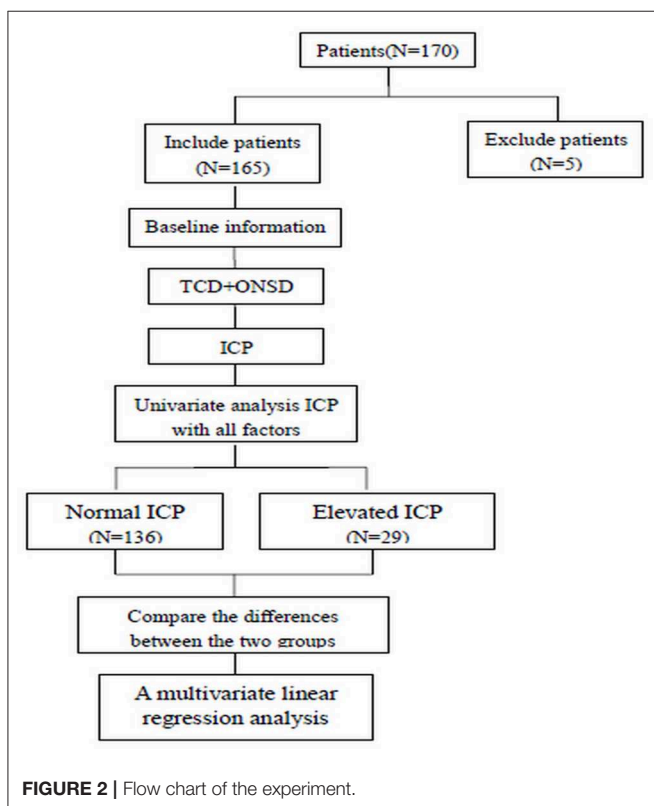 Patients(N=170)
Include patients
(N=165)
Exclude patients
(N=5)
Baseline information
TCD+ONSD
ICP
Univariate analysis ICP
with all factors
Normal ICP
(N=136)
Elevated ICP
(N=29)
Compare the differences
between the two groups
A multivariate linear
regression analysis
FIGURE 2 | Flow chart of the experiment.